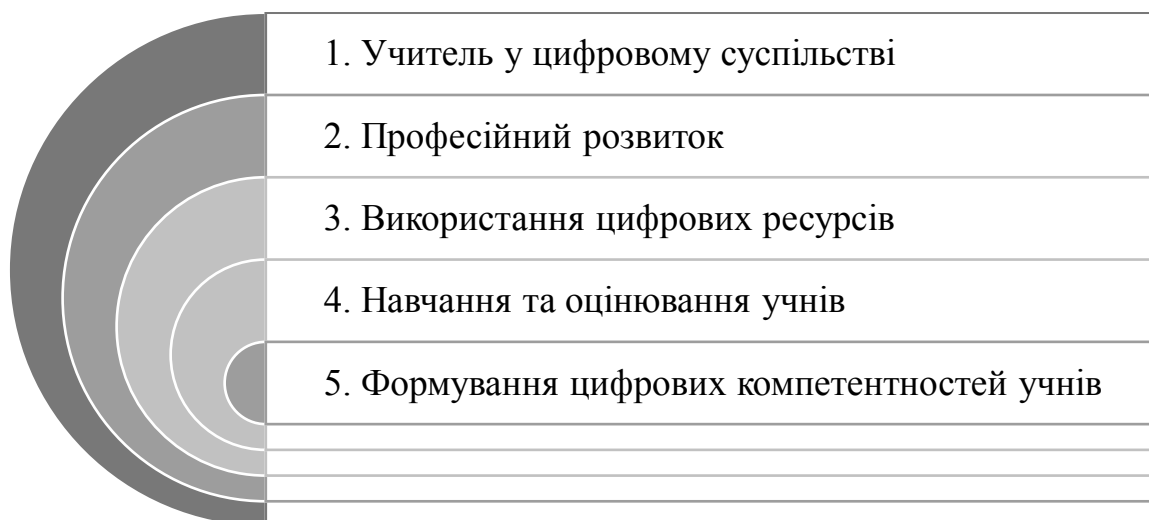 1. Учитель у цифровому суспільстві
2. Професійний розвиток
3. Використання цифрових ресурсів
4. Навчання та оцінювання учнів
5. Формування цифрових компетентностей учнів